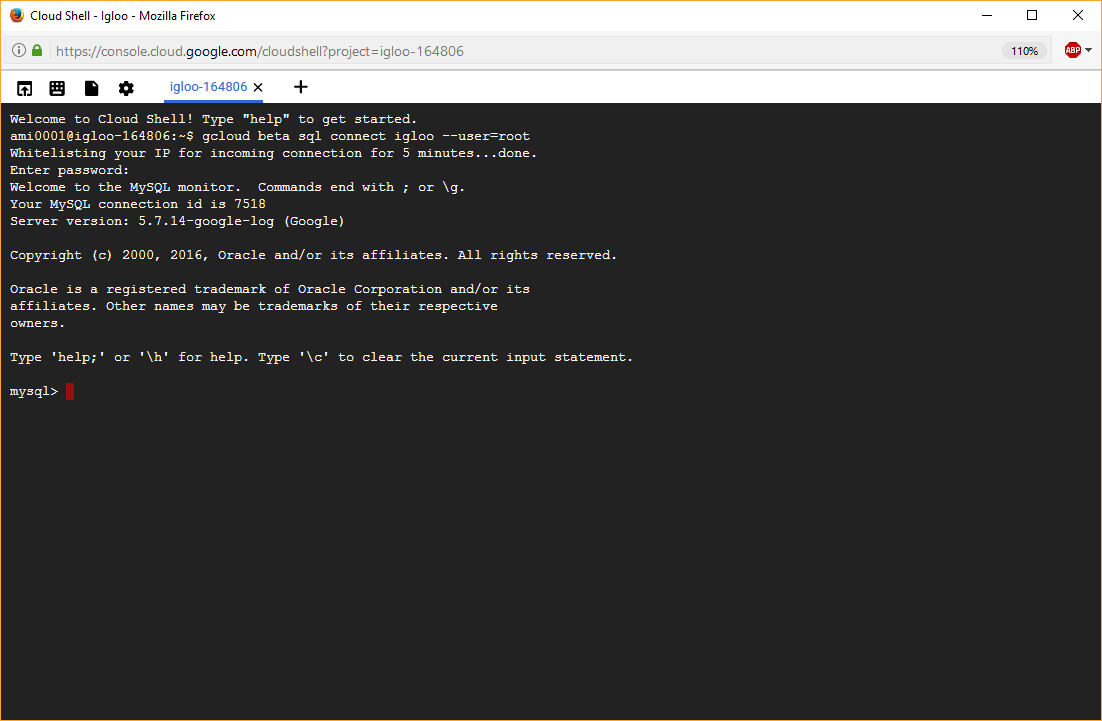 Cloud Shell - Igloo - Mozilla Firefox
https://console.cloud.google.com/cloudshell?project=igloo-164806
110%
ABP
igloo-164806
Welcome to Cloud Shell! Type "help" to get started.
ami0001@igloo-164806:~$ gcloud beta sql connect igloo --user=root
Whitelisting your IP for incoming connection for 5 minutes...done.
Enter password:
Welcome to the MySQL monitor.  Commands end with ; or \g.
Your MySQL connection id is 7518
Server version: 5.7.14-google-log (Google)
Copyright (c) 2000, 2016, Oracle and/or its affiliates. All rights reserved.
Oracle is a registered trademark of Oracle Corporation and/or its
affiliates. Other names may be trademarks of their respective
owners.
Type 'help;' or '\h' for help. Type '\c' to clear the current input statement.
mysql>